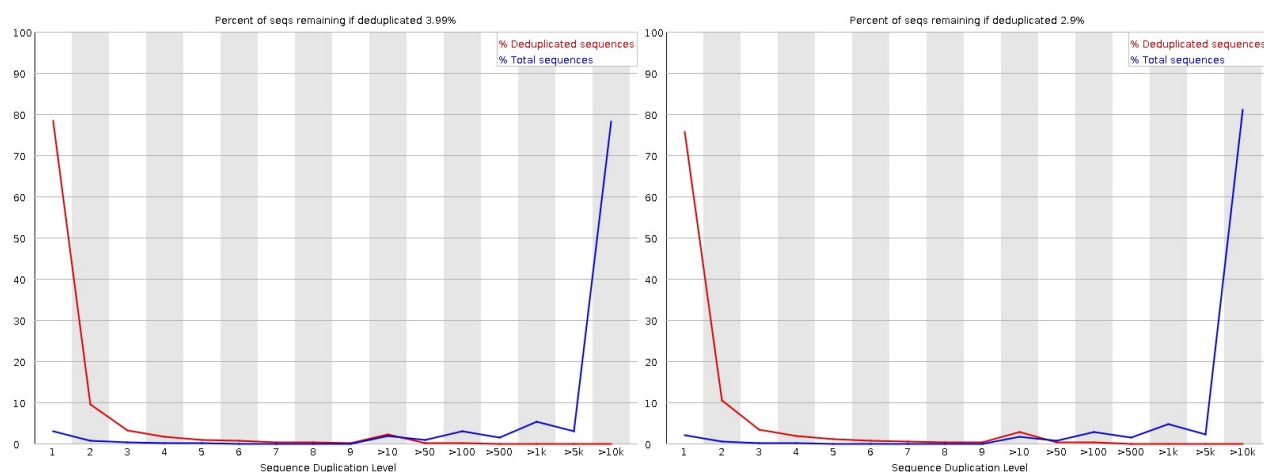 Percent of seqs remaining if deduplicated 3.99%
100
% Deduplicated sequences
% Total sequences
90
80
70
60
50
40
30
20
10
0
1 2 3 4 5 6 7 8 9 >10 >50 >100 >500 >1k >5k >10k
Sequence Duplication Level
Percent of seqs remaining if deduplicated 2.9%
100
% Deduplicated sequences
% Total sequences
90
80
70
60
50
40
30
20
10
0
1 2 3 4 5 6 7 8 9 >10 >50 >100 >500 >1k >5k >10k
Sequence Duplication Level